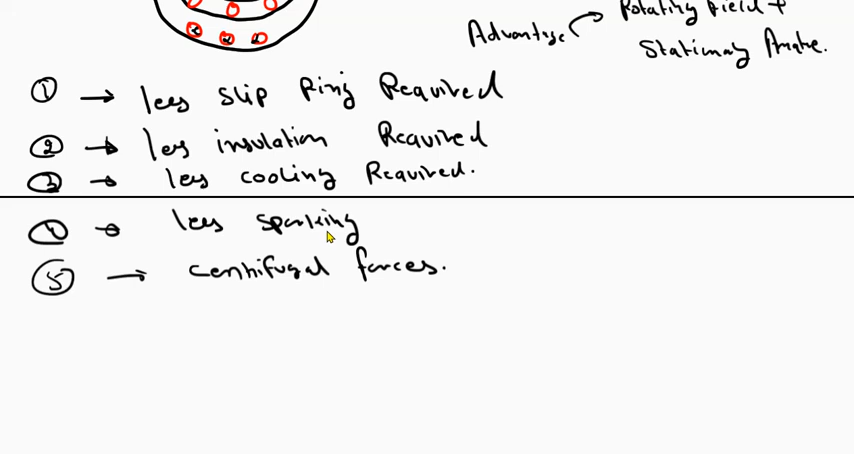 Rotating Field +
Advantage
Stationary Amatre.
① → less slip Ring Required
② → less insulation Required
③ → less cooling Required.
④ → less sparking
⑤ → centrifugal forces.